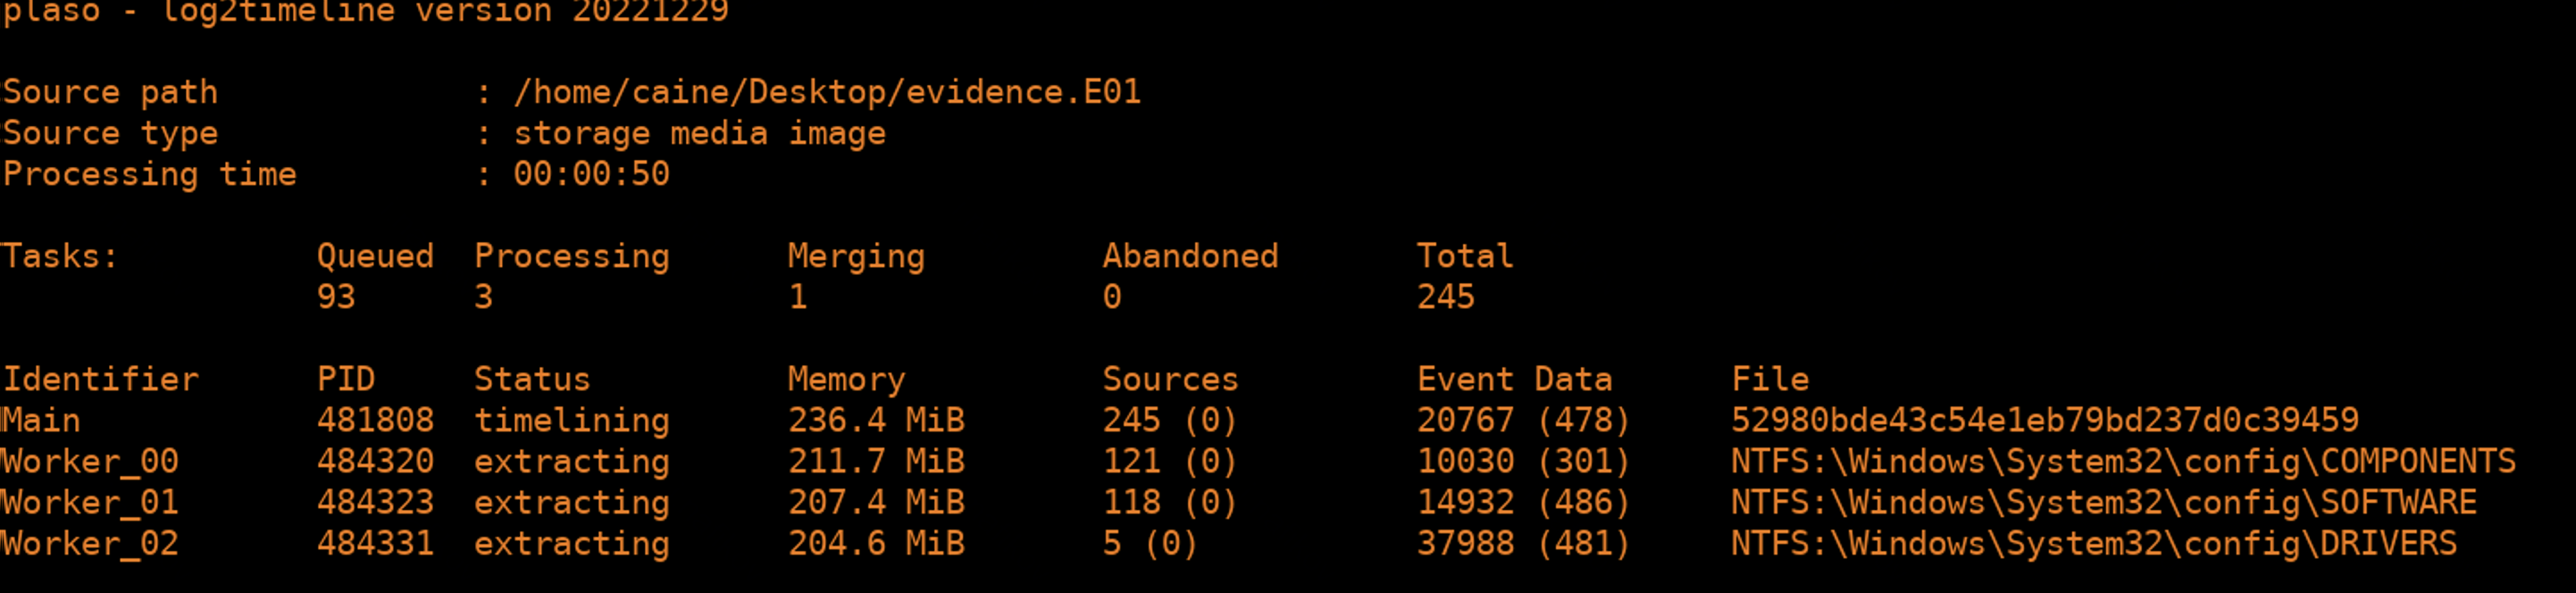 plaso - log2timeline version 20221229
Source path : /home/caine/Desktop/evidence.E01
Source type : storage media image
Processing time : 00:00:50
Tasks: Queued Processing Merging Abandoned Total
93 3 1 0 245
Identifier PID Status Memory Sources Event Data File
Main 481808 timelining 236.4 MiB 245 (0) 20767 (478) 52980bde43c54e1eb79bd237d0c39459
Worker_00 484320 extracting 211.7 MiB 121 (0) 10030 (301) NTFS:\Windows\System32\config\COMPONENTS
Worker_01 484323 extracting 207.4 MiB 118 (0) 14932 (486) NTFS:\Windows\System32\config\SOFTWARE
Worker_02 484331 extracting 204.6 MiB 5 (0) 37988 (481) NTFS:\Windows\System32\config\DRIVERS